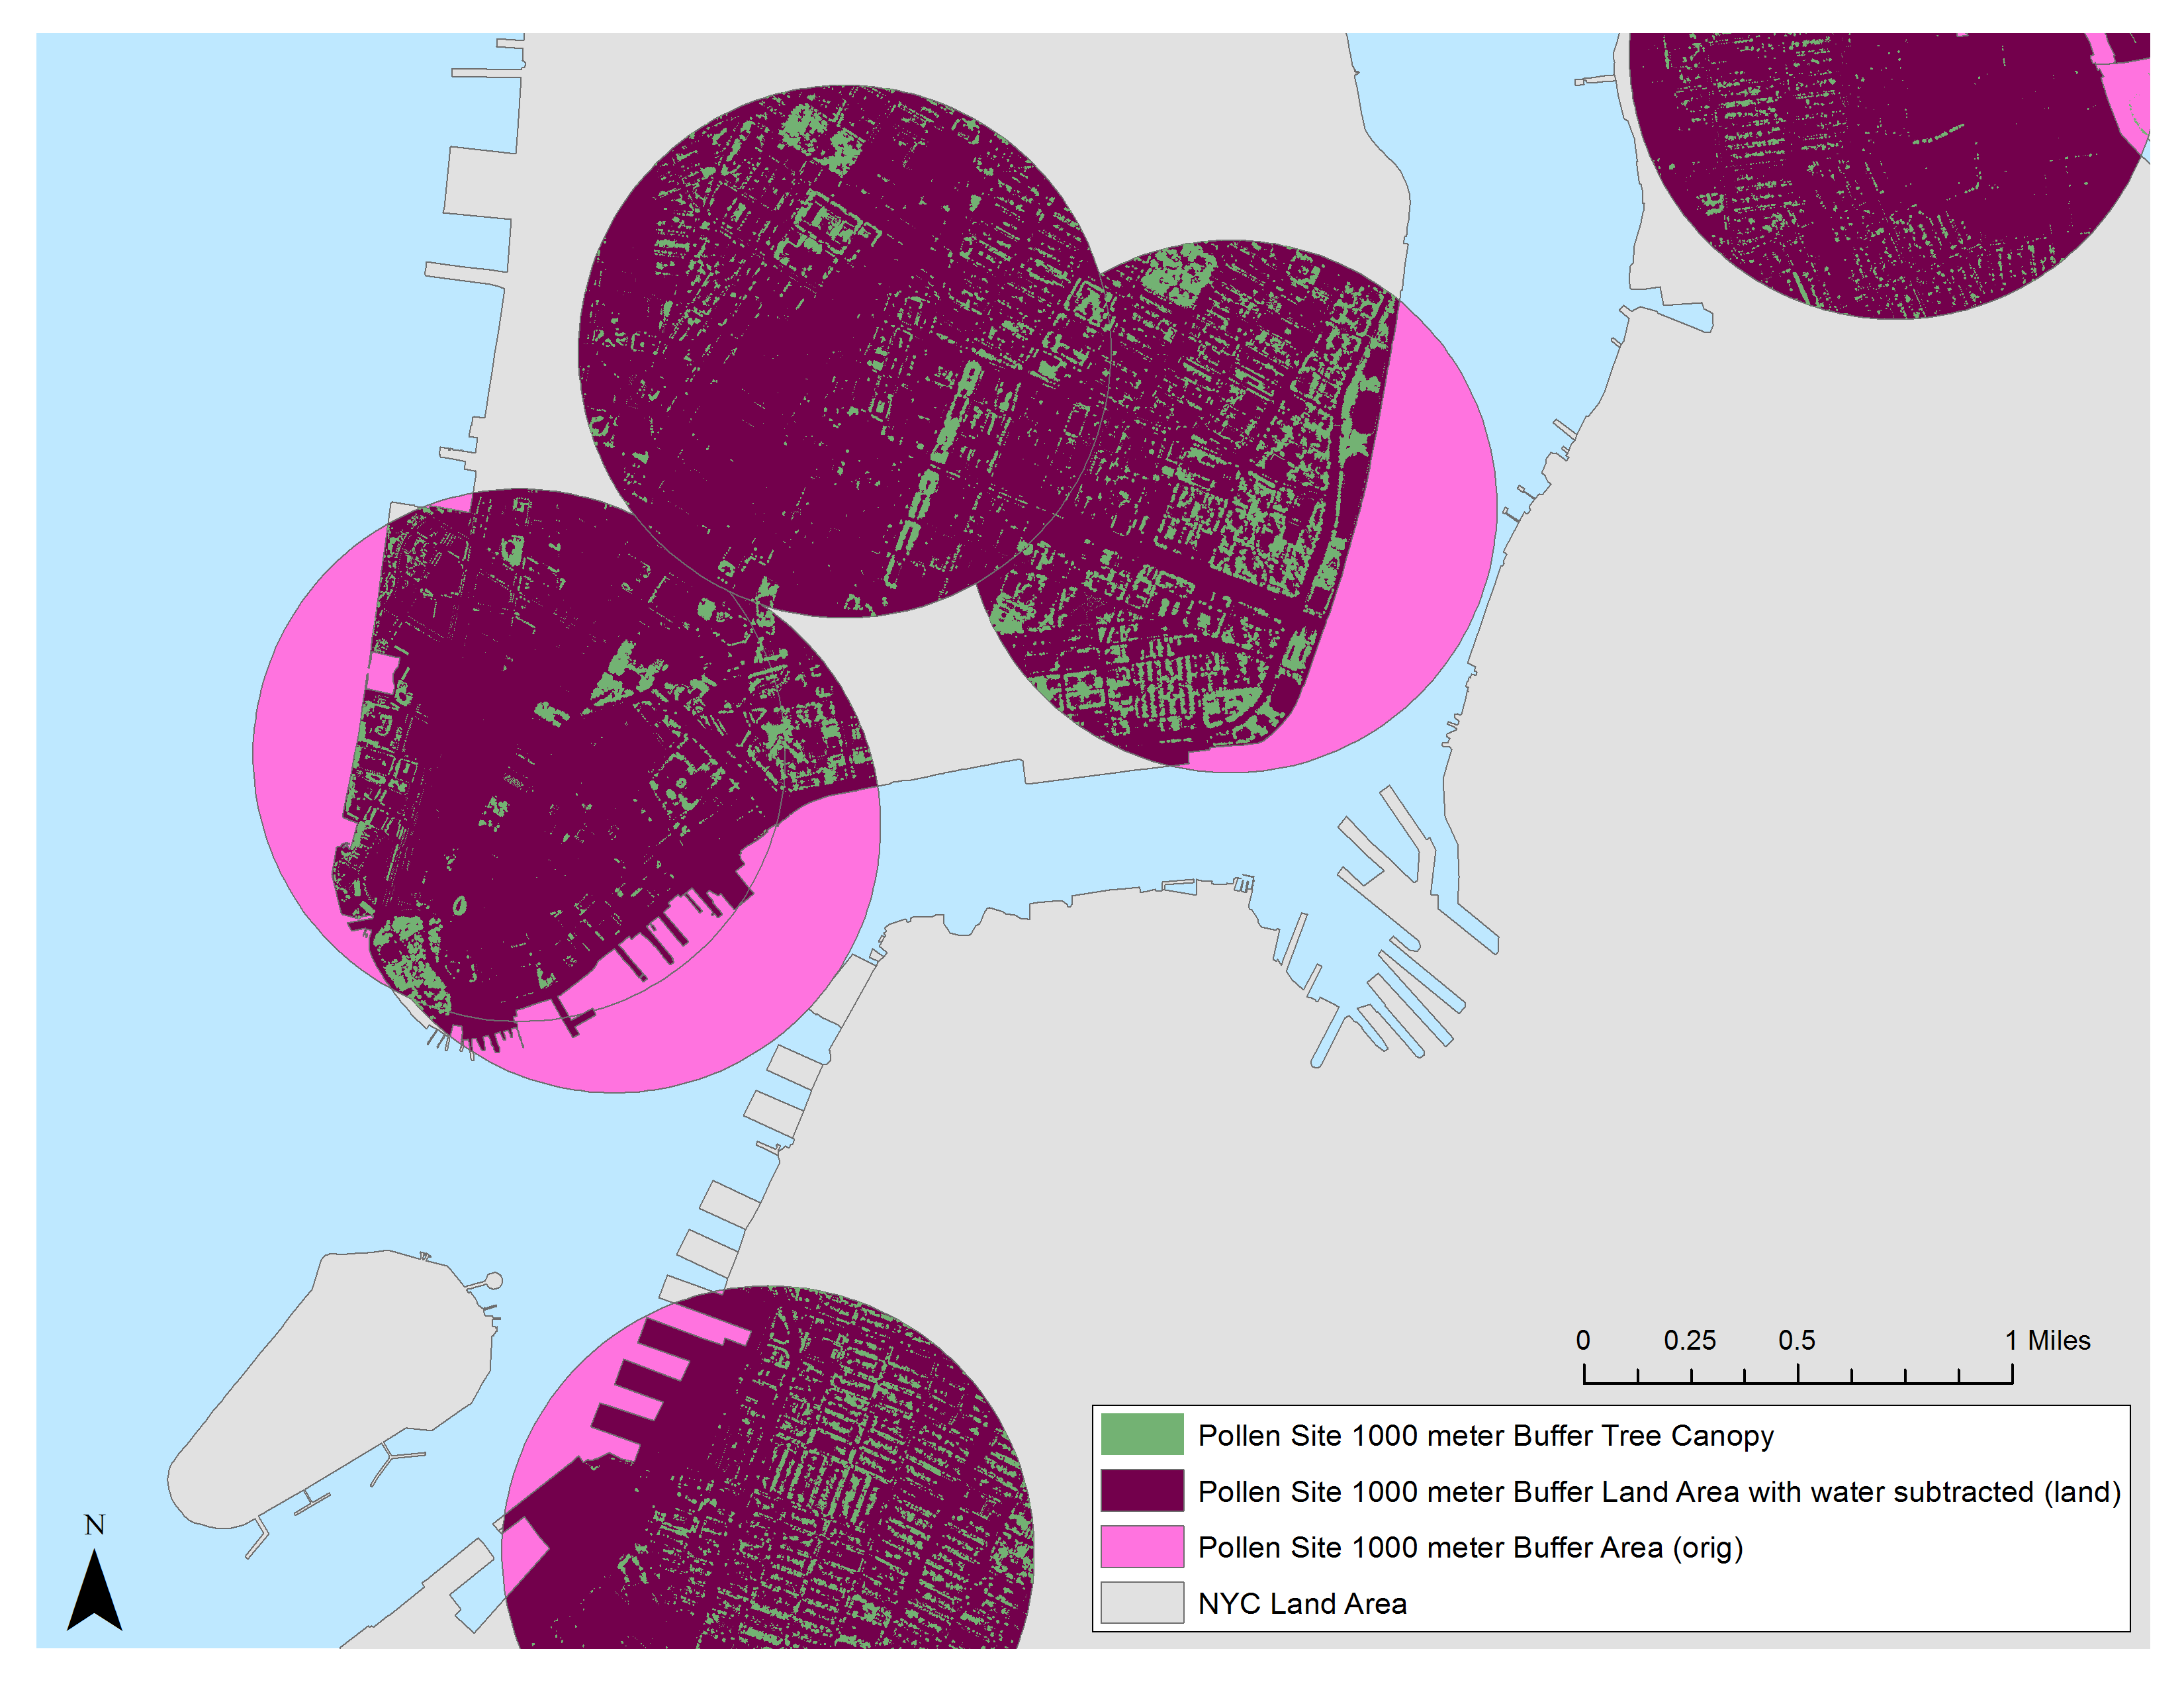 0 0.25 0.5 1 Miles
Pollen Site 1000 meter Buffer Tree Canopy
Pollen Site 1000 meter Buffer Land Area with water subtracted (land)
Pollen Site 1000 meter Buffer Area (orig)
N
NYC Land Area